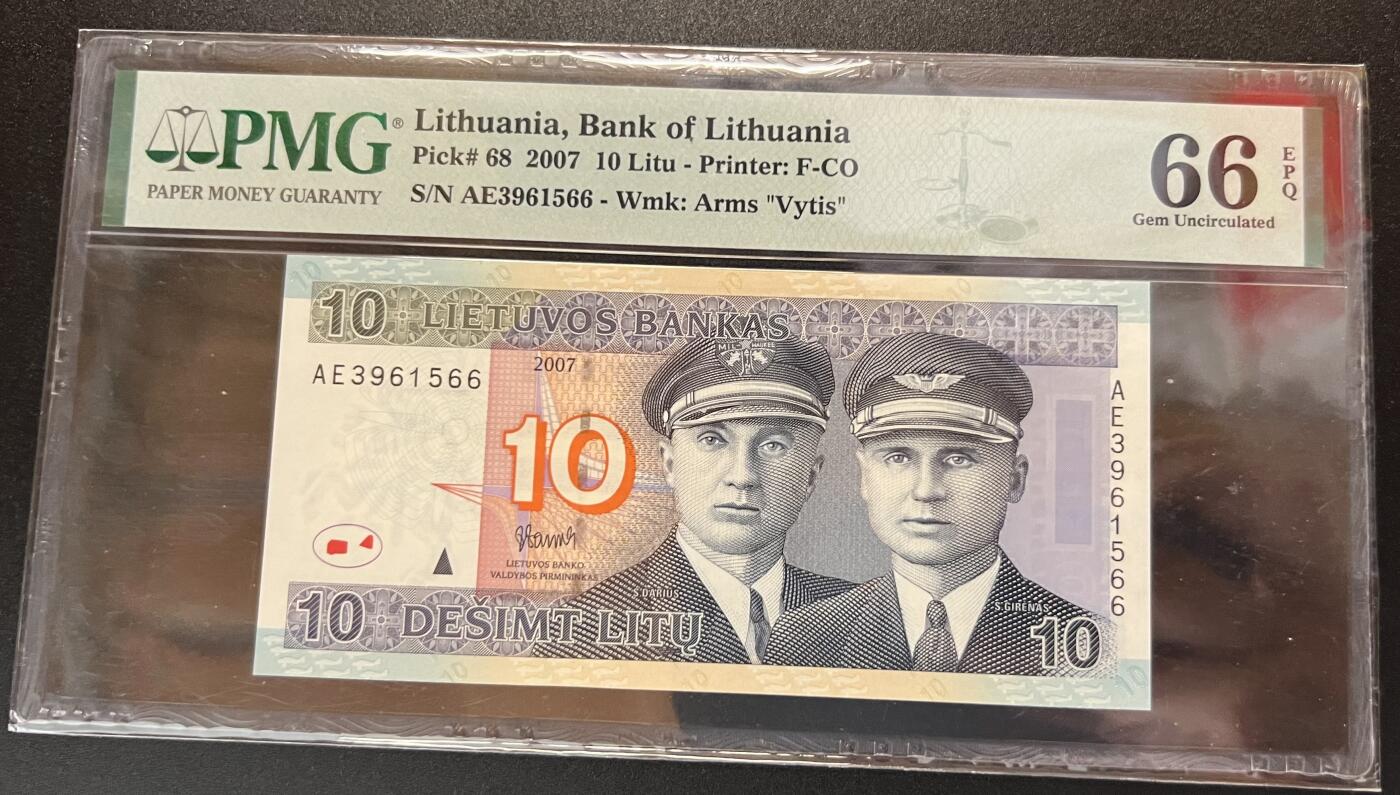 PMG®
PAPER MONEY GUARANTY
Lithuania, Bank of Lithuania
Pick# 68 2007 10 Litu - Printer: F-CO
S/N AE3961566 - Wmk: Arms "Vytis"
66
EPQ
Gem Uncirculated
10 LIETUVOS BANKAS
AE3961566
2007
MIL WAUKEE
10
AE3961566
LIETUVOS BANKO
VALDYBOS PIRMININKAS
S.DARIUS
S.GIRĖNAS
10 DEŠIMT LITŲ
10